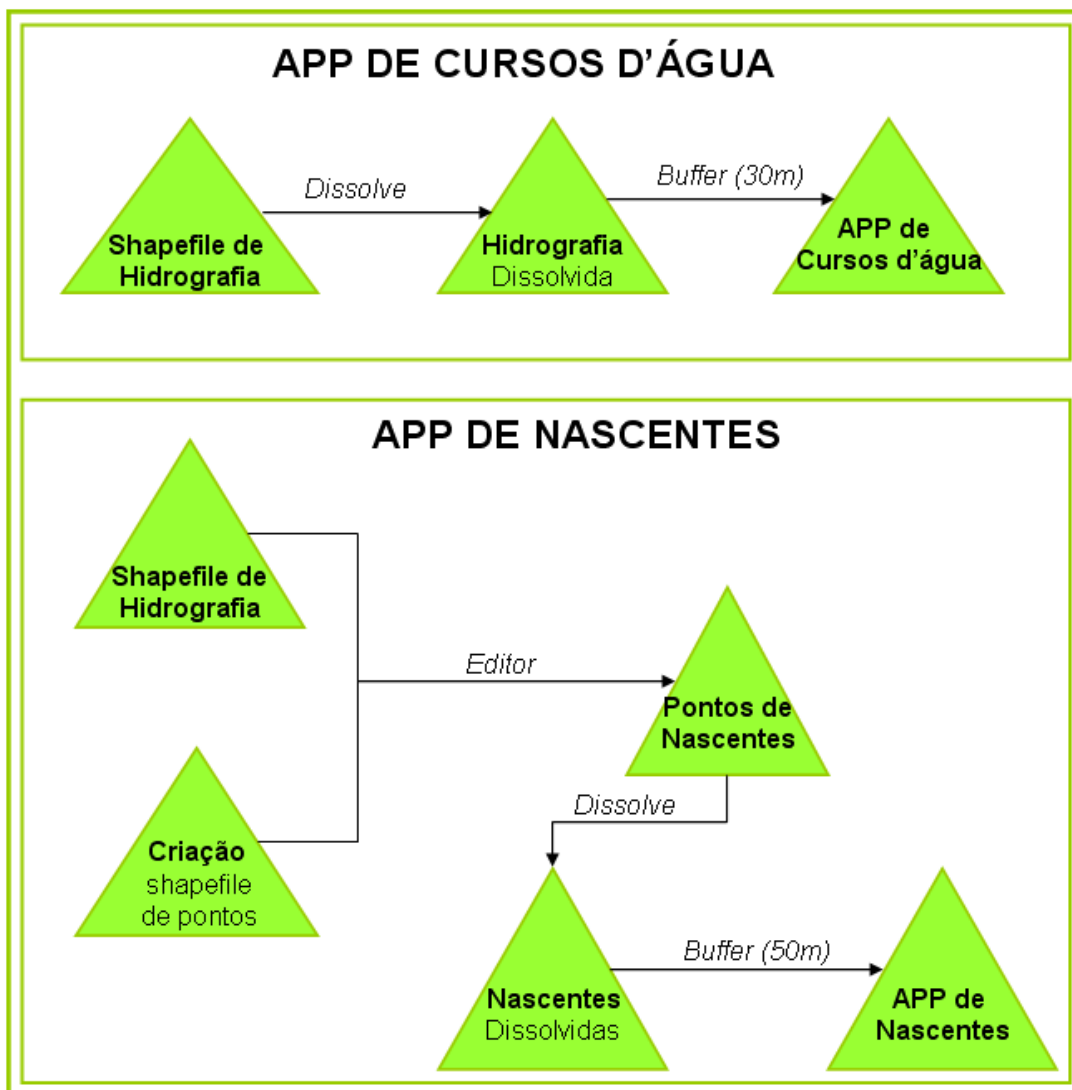 APP DE CURSOS D’ÁGUA
Dissolve
Buffer (30m)
Shapefile de
Hidrografia
Hidrografia
Dissolvida
APP de
Cursos d’água
APP DE NASCENTES
Shapefile de
Hidrografia
Editor
Pontos de
Nascentes
Dissolve
Criação
shapefile
de pontos
Buffer (50m)
Nascentes
Dissolvidas
APP de
Nascentes